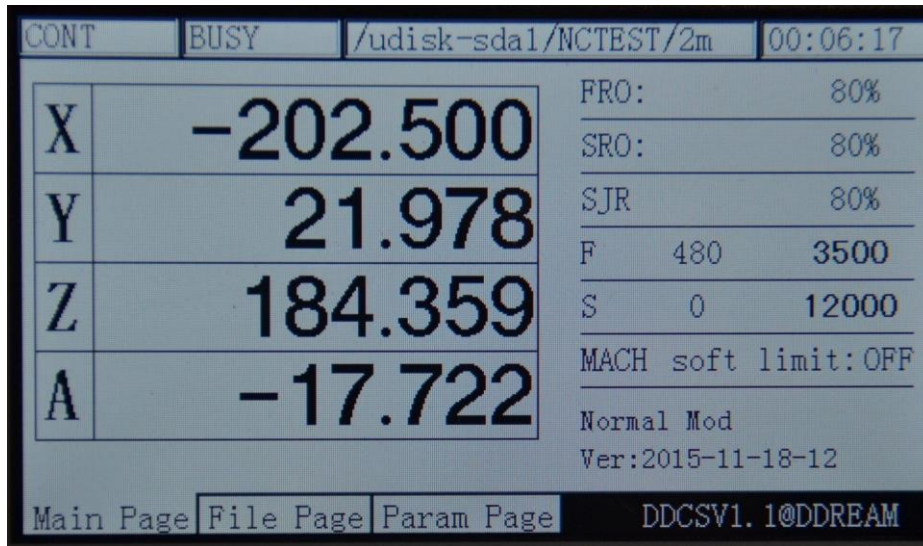 CONT BUSY /udisk-sda1/NCTEST/2m 00:06:17
X -202.500
Y 21.978
Z 184.359
A -17.722
FRO: 80%
SRO: 80%
SJR 80%
F 480 3500
S 0 12000
MACH soft limit:OFF
Normal Mod
Ver:2015-11-18-12
Main Page File Page Param Page DDCSV1.1@DDREAM